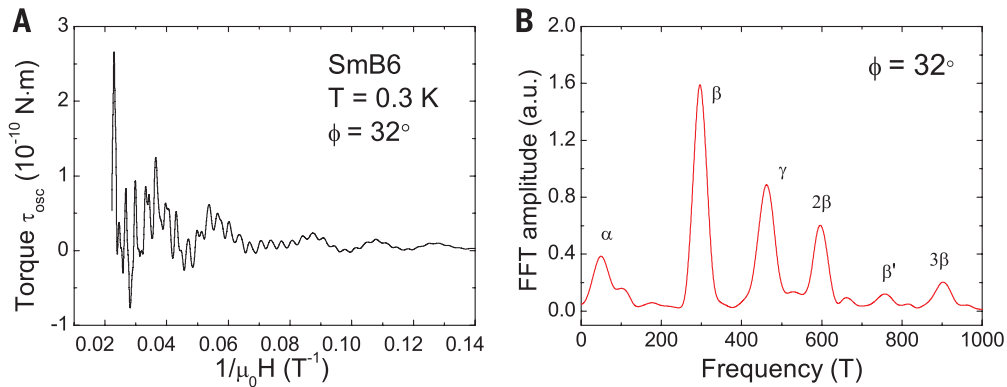 A
SmB6
T = 0.3 K
ϕ = 32°
Torque τosc (10⁻¹⁰ N·m)
3
2
1
0
-1
0.02 0.04 0.06 0.08 0.10 0.12 0.14
1/μ₀H (T⁻¹)
B
ϕ = 32°
FFT amplitude (a.u.)
1.8
1.2
0.6
0.4
0.0
α
β
γ
2β
β'
3β
0 200 400 600 800 1000
Frequency (T)